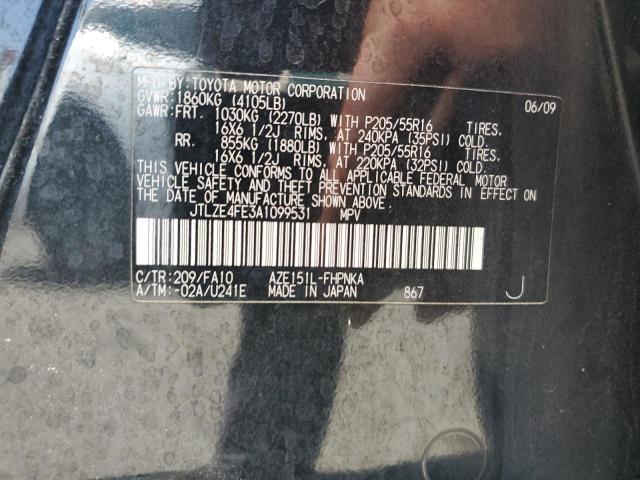 MFD. BY: TOYOTA MOTOR CORPORATION 06/09
GVWR: 1860KG (4105LB)
GAWR: FRT. 1030KG (2270LB) WITH P205/55R16 TIRES.
16X6 1/2J RIMS, AT 240KPA (35PSI) COLD.
RR. 855KG (1880LB) WITH P205/55R16 TIRES.
16X6 1/2J RIMS, AT 220KPA (32PSI) COLD.
THIS VEHICLE CONFORMS TO ALL APPLICABLE FEDERAL MOTOR
VEHICLE SAFETY AND THEFT PREVENTION STANDARDS IN EFFECT ON
THE DATE OF MANUFACTURE SHOWN ABOVE.
JTLZE4FE3A1099531 MPV
C/TR: 209/FA10 AZE151L-FHPNKA
A/TM: -02A/U241E MADE IN JAPAN 867 J